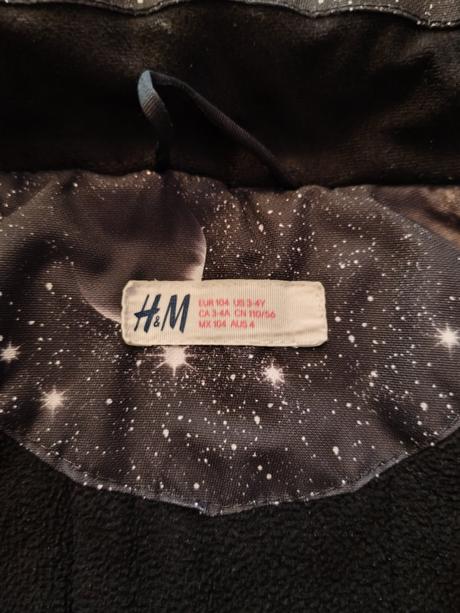 H&M
EUR 104 US 3-4Y
CA 3-4A CN 110/56
MX 104 AUS 4